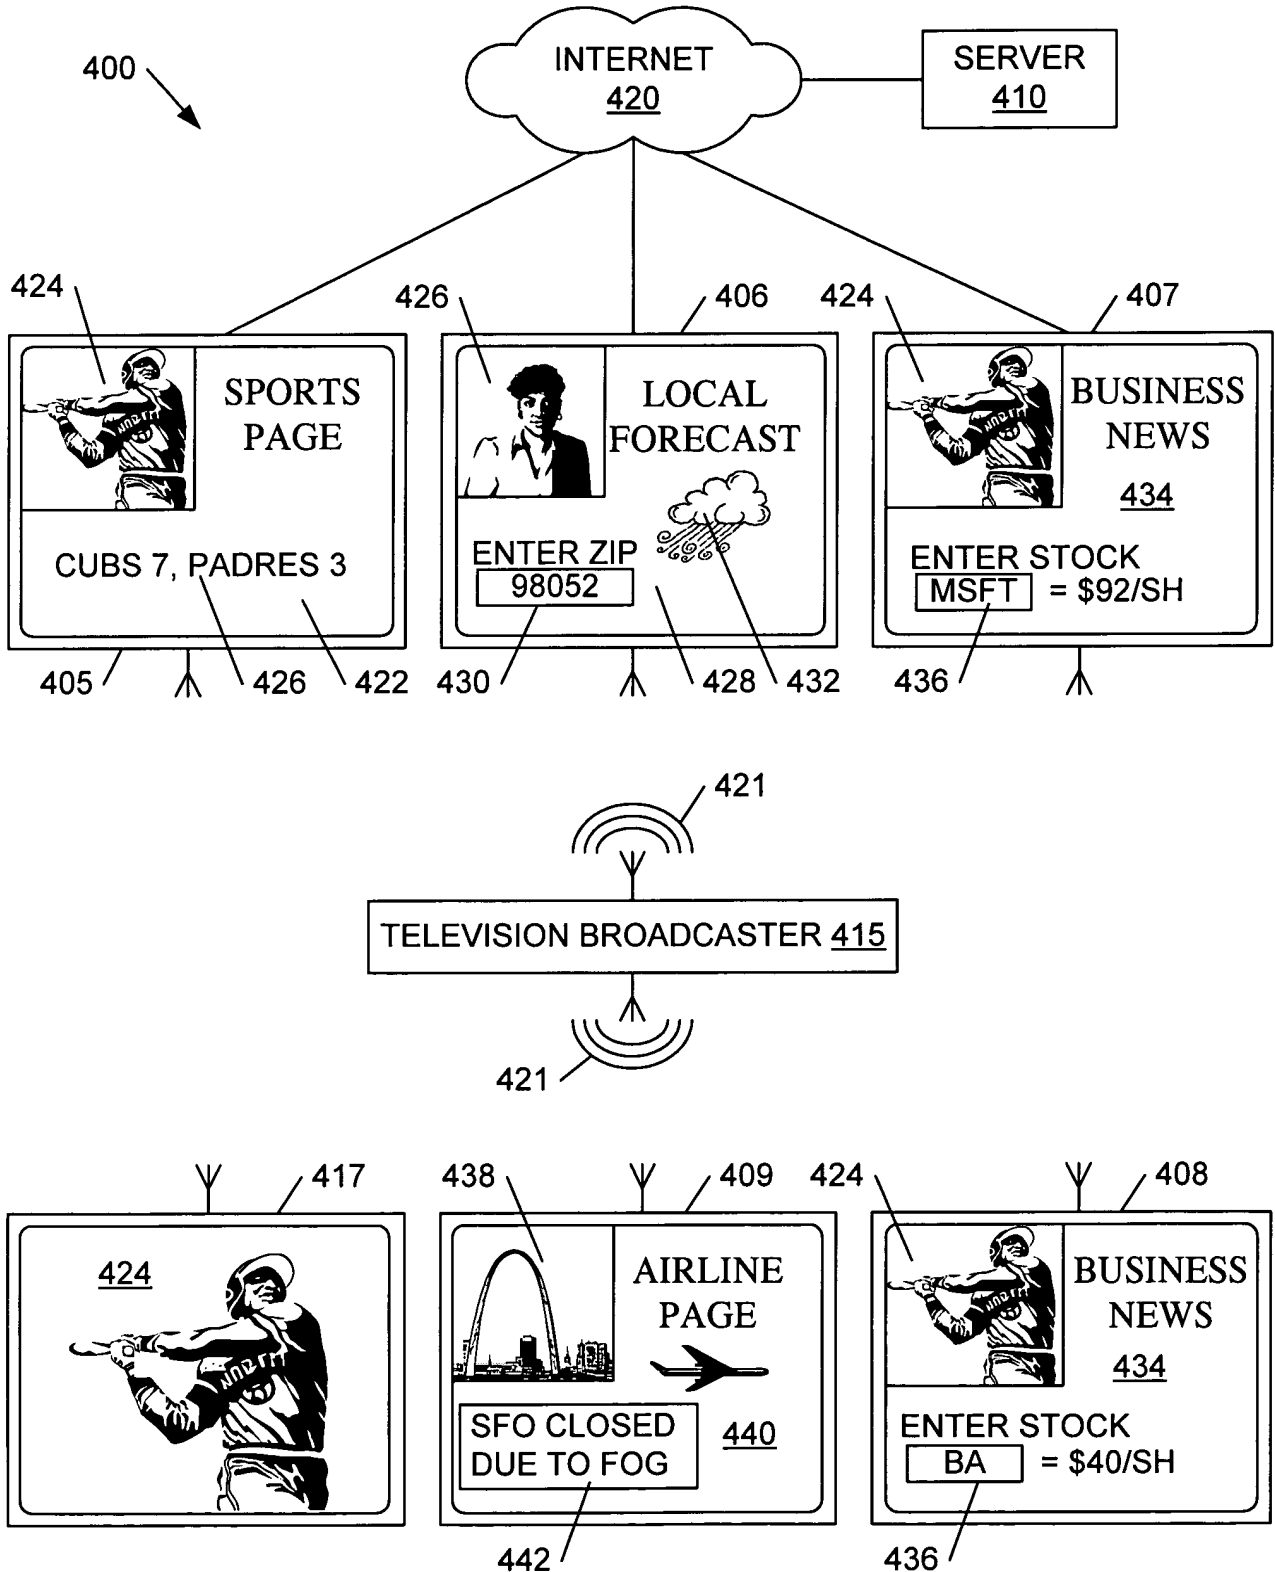 400
INTERNET
420
SERVER
410
424
426
406
424
407
SPORTS
PAGE
CUBS 7, PADRES 3
LOCAL
FORECAST
ENTER ZIP
98052
BUSINESS
NEWS
434
ENTER STOCK
MSFT = $92/SH
405
426
422
430
428
432
436
421
TELEVISION BROADCASTER 415
421
417
438
409
424
408
424
AIRLINE
PAGE
SFO CLOSED
DUE TO FOG
440
BUSINESS
NEWS
434
ENTER STOCK
BA = $40/SH
442
436